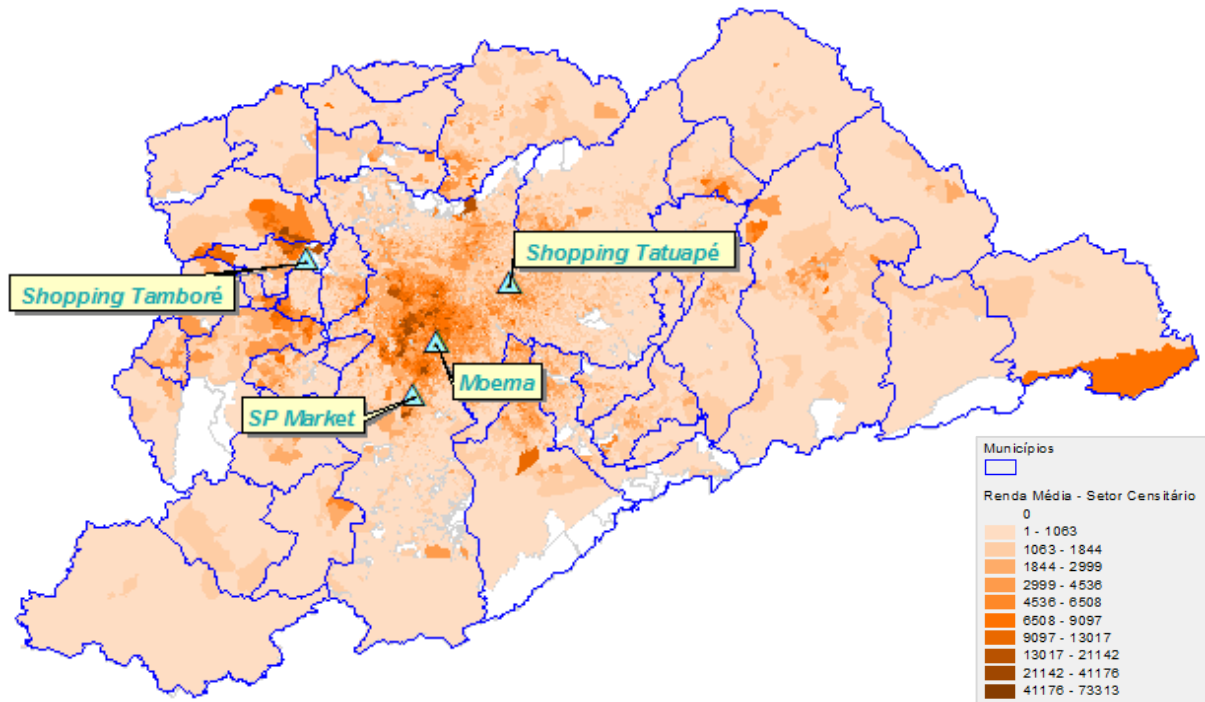 Shopping Tatuapé
Shopping Tamboré
Moema
SP Market
Municípios
Renda Média - Setor Censitário
0
1 - 1063
1063 - 1844
1844 - 2999
2999 - 4536
4536 - 6508
6508 - 9097
9097 - 13017
13017 - 21142
21142 - 41176
41176 - 73313